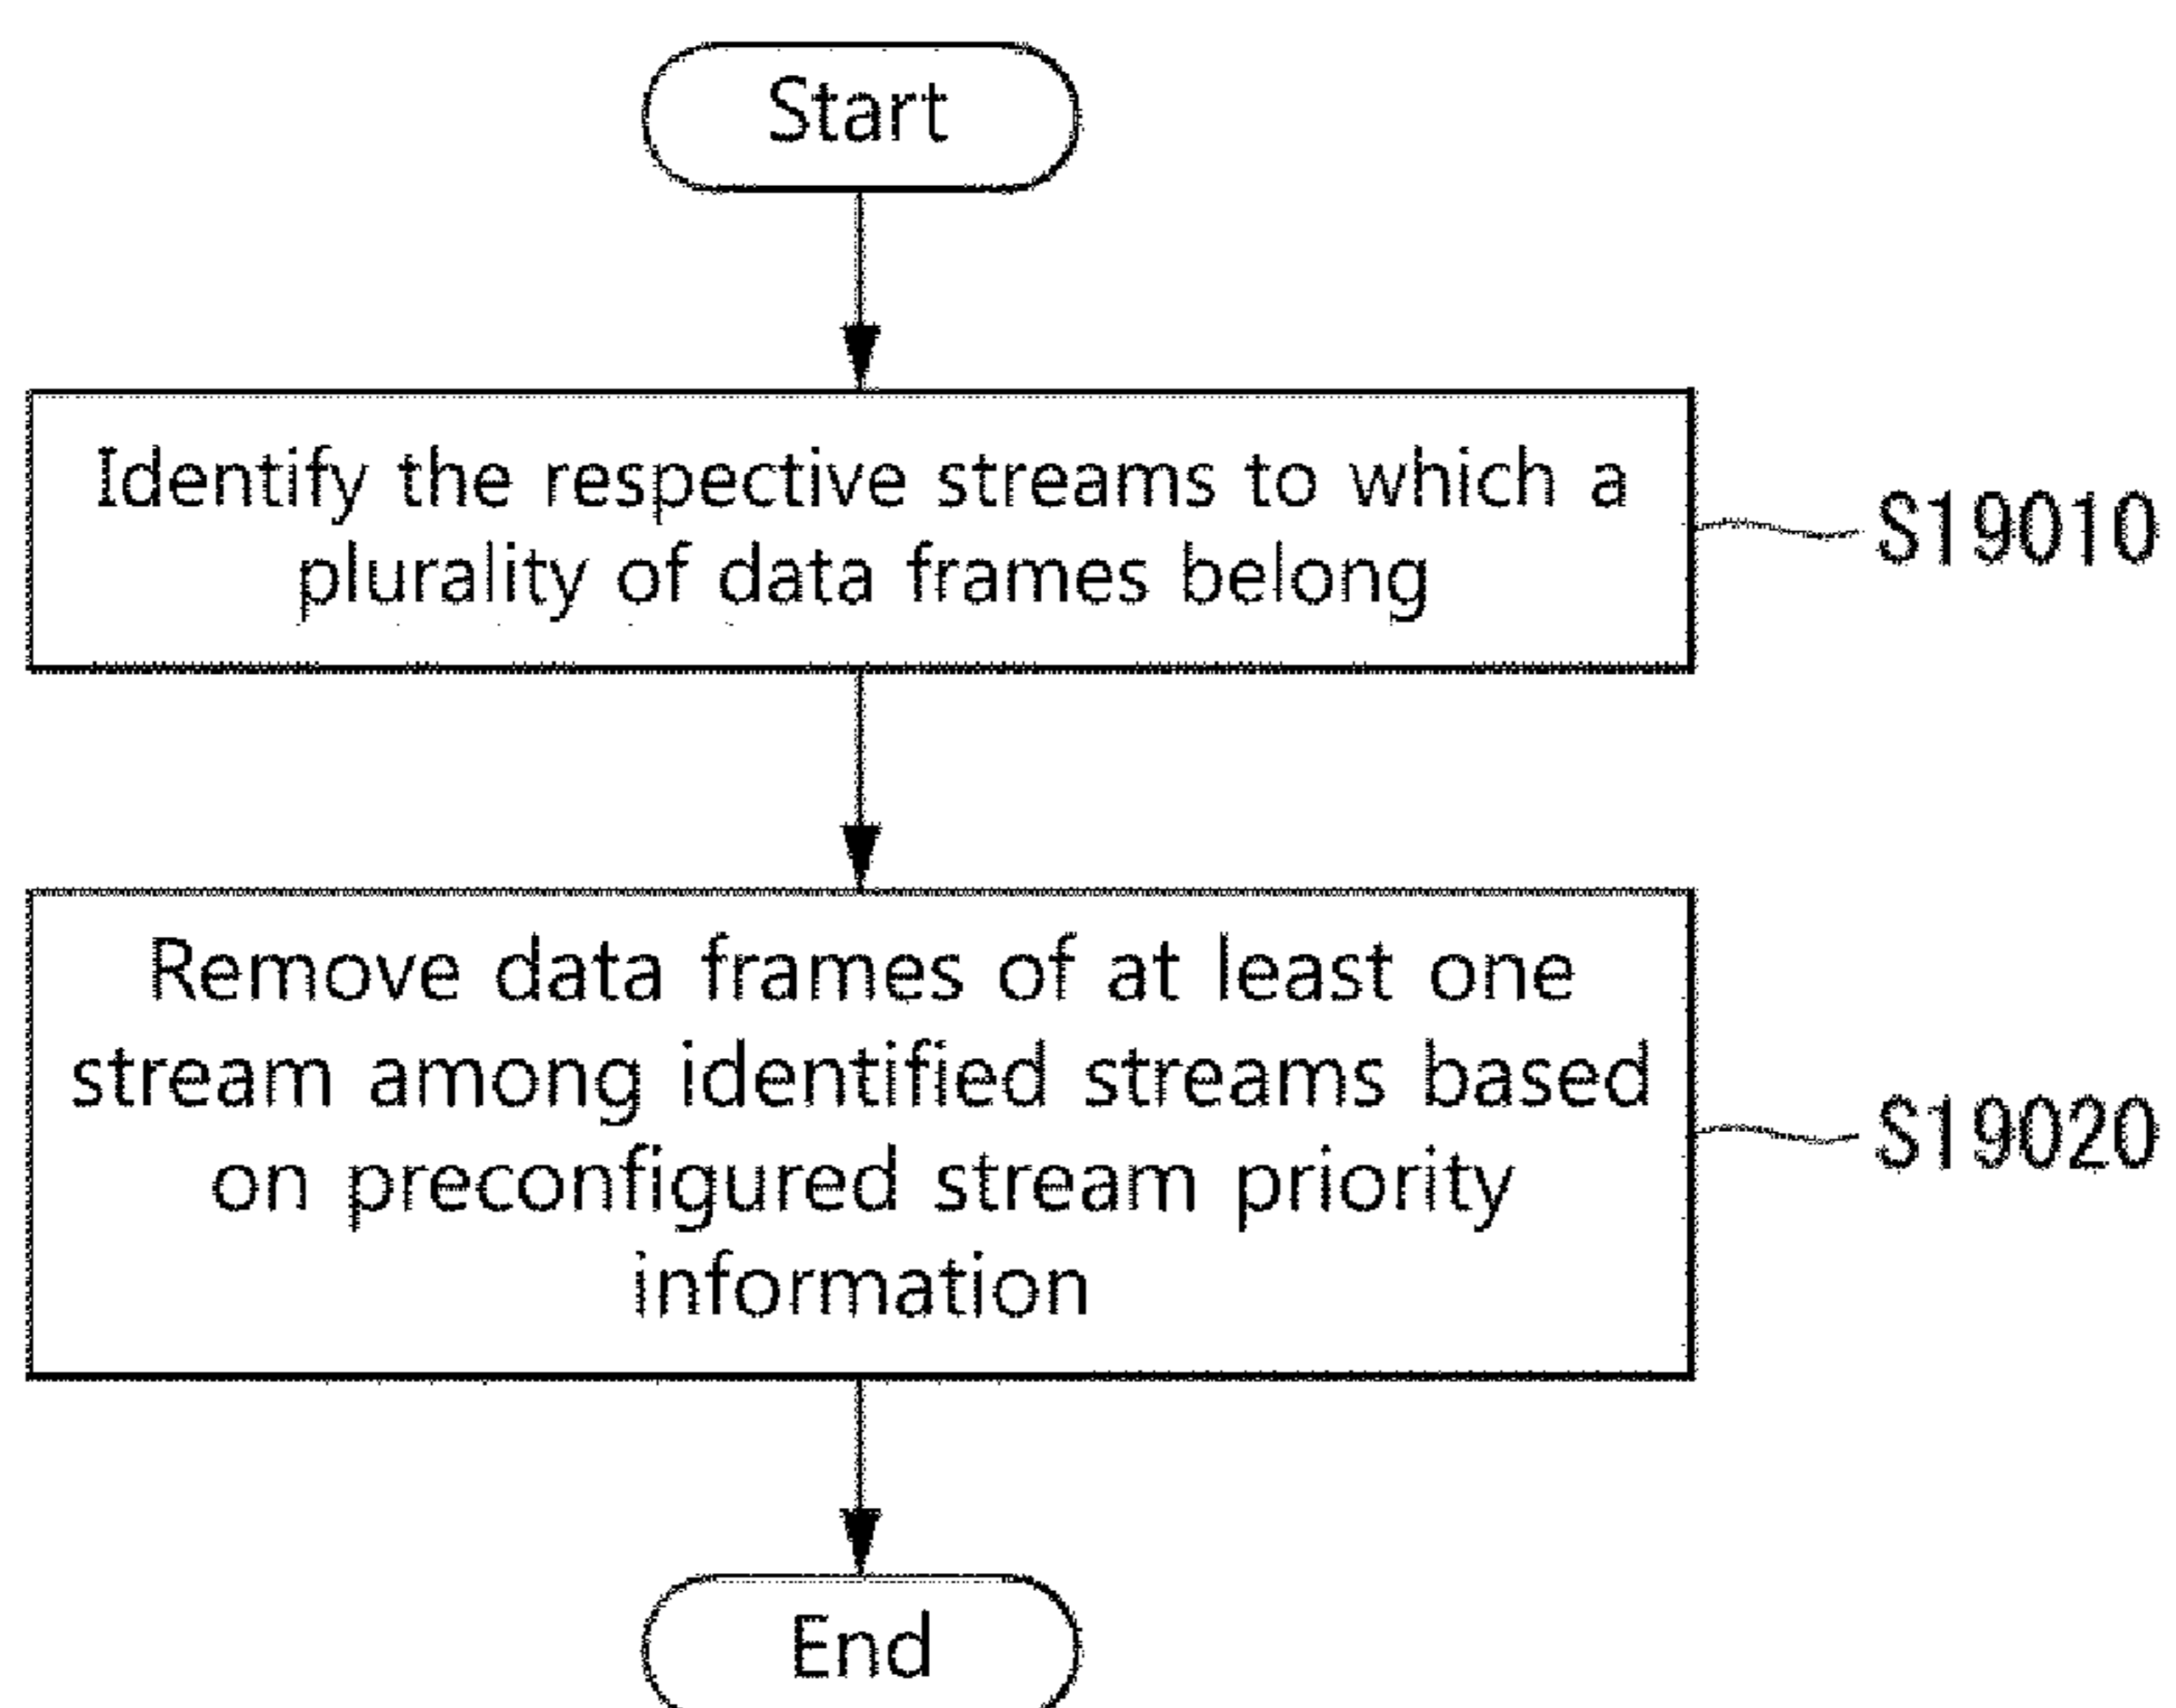 Start
Identify the respective streams to which a
plurality of data frames belong
S19010
Remove data frames of at least one
stream among identified streams based
on preconfigured stream priority
information
S19020
End